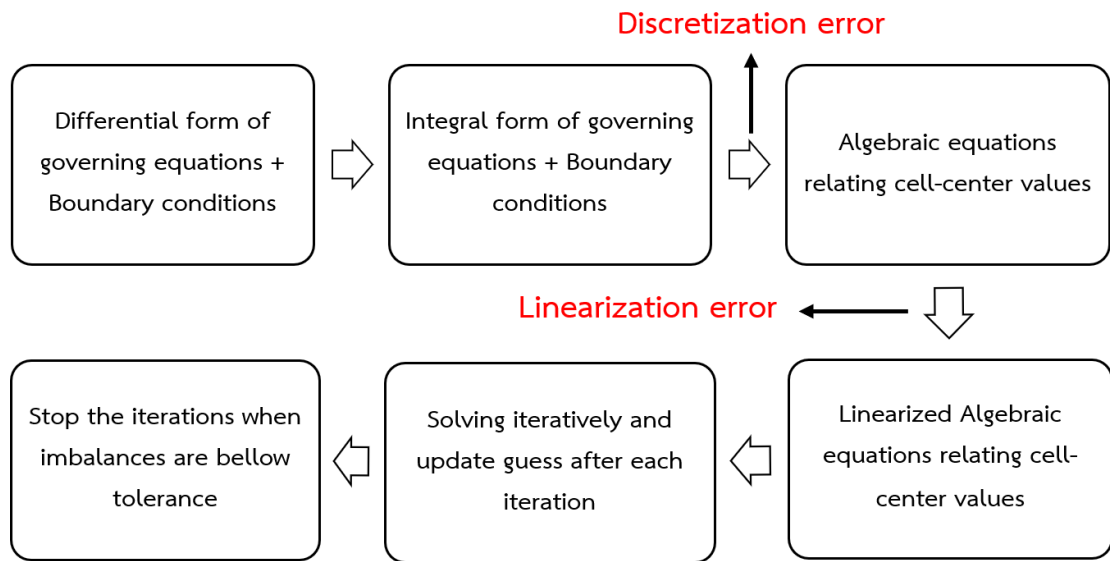 Discretization error
Differential form of
governing equations +
Boundary conditions
Integral form of governing
equations + Boundary
conditions
Algebraic equations
relating cell-center values
Linearization error
Linearized Algebraic
equations relating cell-
center values
Solving iteratively and
update guess after each
iteration
Stop the iterations when
imbalances are bellow
tolerance